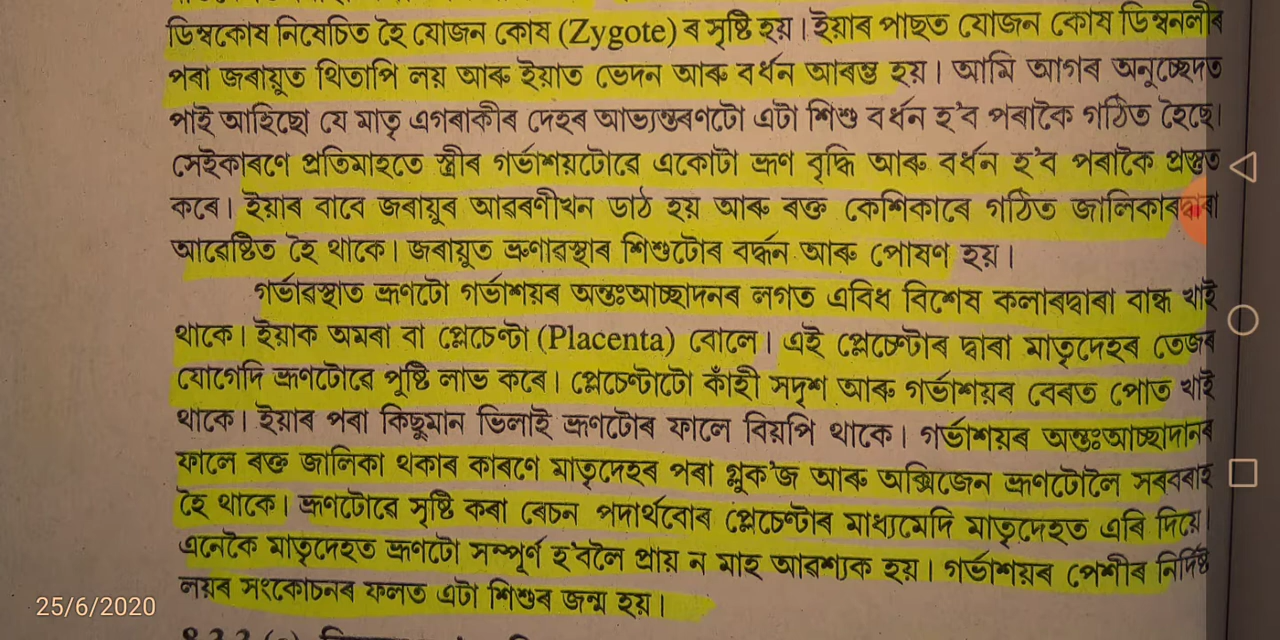 ডিম্বকোষ নিষেচিত হৈ যোজন কোষ (Zygote) ৰ সৃষ্টি হয়। ইয়াৰ পাছত যোজন কোষ ডিম্বনলীৰ
পৰা জৰায়ুত থিতাপি লয় আৰু ইয়াত ভেদন আৰু বৰ্ধন আৰম্ভ হয়। আমি আগৰ অনুচ্ছেদত
পাই আহিছো যে মাতৃ এগৰাকীৰ দেহৰ আভ্যন্তৰণটো এটা শিশু বৰ্ধন হ'ব পৰাকৈ গঠিত হৈছে।
সেইকাৰণে প্ৰতিমাহতে স্ত্ৰীৰ গৰ্ভাশয়টোৱে একোটা ভ্ৰূণ বৃদ্ধি আৰু বৰ্ধন হ'ব পৰাকৈ প্ৰস্তুত
কৰে। ইয়াৰ বাবে জৰায়ুৰ আৱৰণীখন ডাঠ হয় আৰু ৰক্ত কেশিকাৰে গঠিত জালিকাৰদ্বাৰা
আৱেষ্টিত হৈ থাকে। জৰায়ুত ভ্ৰূণাৱস্থাৰ শিশুটোৰ বৰ্দ্ধন আৰু পোষণ হয়।
গৰ্ভাৱস্থাত ভ্ৰূণটো গৰ্ভাশয়ৰ অন্তঃআচ্ছাদনৰ লগত এবিধ বিশেষ কলাৰদ্বাৰা বান্ধ খাই
থাকে। ইয়াক অমৰা বা প্লেচেণ্টা (Placenta) বোলে। এই প্লেচেণ্টাৰ দ্বাৰা মাতৃদেহৰ তেজৰ
যোগেদি ভ্ৰূণটোৱে পুষ্টি লাভ কৰে। প্লেচেণ্টাটো কাঁহী সদৃশ আৰু গৰ্ভাশয়ৰ বেৰত পোত খাই
থাকে। ইয়াৰ পৰা কিছুমান ভিলাই ভ্ৰূণটোৰ ফালে বিয়পি থাকে। গৰ্ভাশয়ৰ অন্তঃআচ্ছাদানৰ
ফালে ৰক্ত জালিকা থকাৰ কাৰণে মাতৃদেহৰ পৰা গ্লুক'জ আৰু অক্সিজেন ভ্ৰূণটোলৈ সৰবৰাহ
হৈ থাকে। ভ্ৰূণটোৱে সৃষ্টি কৰা ৰেচন পদাৰ্থবোৰ প্লেচেণ্টাৰ মাধ্যমেদি মাতৃদেহত এৰি দিয়ে।
এনেকৈ মাতৃদেহত ভ্ৰূণটো সম্পূৰ্ণ হ'বলৈ প্ৰায় ন মাহ আৱশ্যক হয়। গৰ্ভাশয়ৰ পেশীৰ নিৰ্দিষ্ট
লয়ৰ সংকোচনৰ ফলত এটা শিশুৰ জন্ম হয়।
25/6/2020